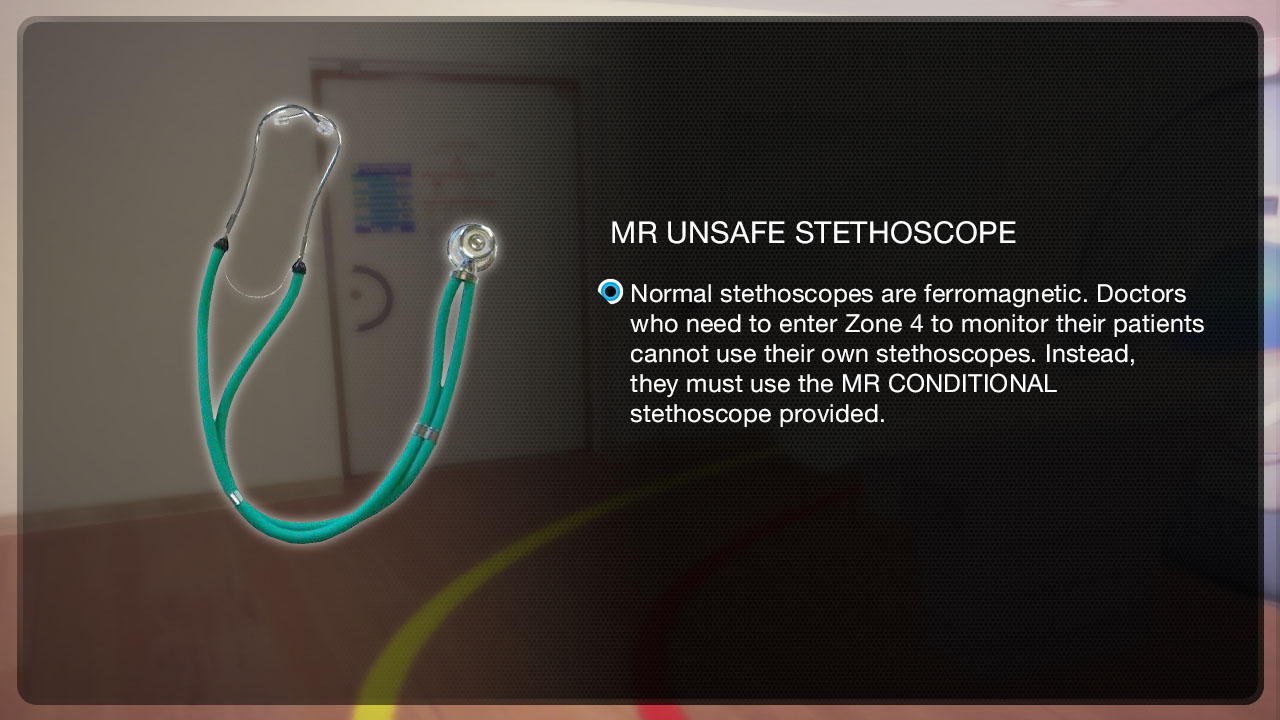 MR UNSAFE STETHOSCOPE
Normal stethoscopes are ferromagnetic. Doctors
who need to enter Zone 4 to monitor their patients
cannot use their own stethoscopes. Instead,
they must use the MR CONDITIONAL
stethoscope provided.